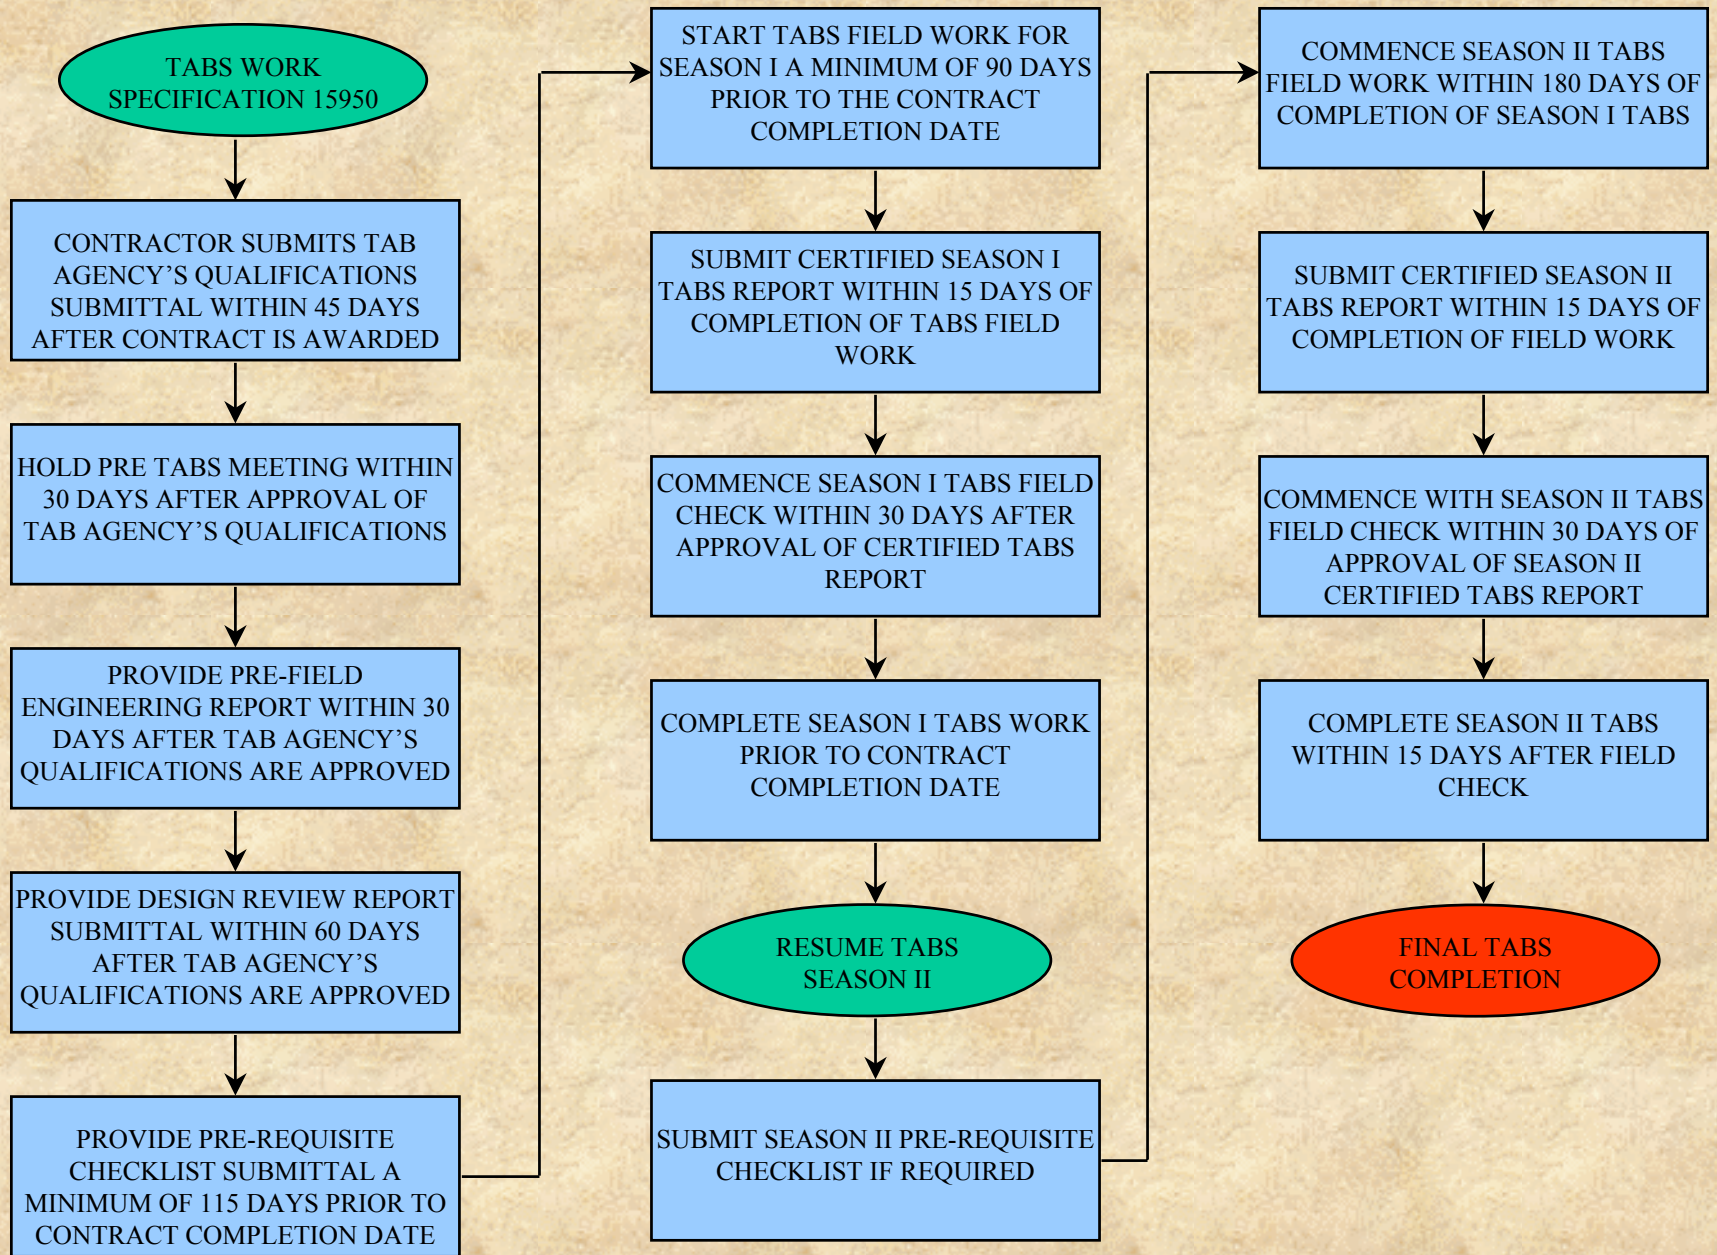 TABS WORK
SPECIFICATION 15950
CONTRACTOR SUBMITS TAB
AGENCY’S QUALIFICATIONS
SUBMITTAL WITHIN 45 DAYS
AFTER CONTRACT IS AWARDED
HOLD PRE TABS MEETING WITHIN
30 DAYS AFTER APPROVAL OF
TAB AGENCY’S QUALIFICATIONS
PROVIDE PRE-FIELD
ENGINEERING REPORT WITHIN 30
DAYS AFTER TAB AGENCY’S
QUALIFICATIONS ARE APPROVED
PROVIDE DESIGN REVIEW REPORT
SUBMITTAL WITHIN 60 DAYS
AFTER TAB AGENCY’S
QUALIFICATIONS ARE APPROVED
PROVIDE PRE-REQUISITE
CHECKLIST SUBMITTAL A
MINIMUM OF 115 DAYS PRIOR TO
CONTRACT COMPLETION DATE
START TABS FIELD WORK FOR
SEASON I A MINIMUM OF 90 DAYS
PRIOR TO THE CONTRACT
COMPLETION DATE
SUBMIT CERTIFIED SEASON I
TABS REPORT WITHIN 15 DAYS OF
COMPLETION OF TABS FIELD
WORK
COMMENCE SEASON I TABS FIELD
CHECK WITHIN 30 DAYS AFTER
APPROVAL OF CERTIFIED TABS
REPORT
COMPLETE SEASON I TABS WORK
PRIOR TO CONTRACT
COMPLETION DATE
RESUME TABS
SEASON II
SUBMIT SEASON II PRE-REQUISITE
CHECKLIST IF REQUIRED
COMMENCE SEASON II TABS
FIELD WORK WITHIN 180 DAYS OF
COMPLETION OF SEASON I TABS
SUBMIT CERTIFIED SEASON II
TABS REPORT WITHIN 15 DAYS OF
COMPLETION OF FIELD WORK
COMMENCE WITH SEASON II TABS
FIELD CHECK WITHIN 30 DAYS OF
APPROVAL OF SEASON II
CERTIFIED TABS REPORT
COMPLETE SEASON II TABS
WITHIN 15 DAYS AFTER FIELD
CHECK
FINAL TABS
COMPLETION